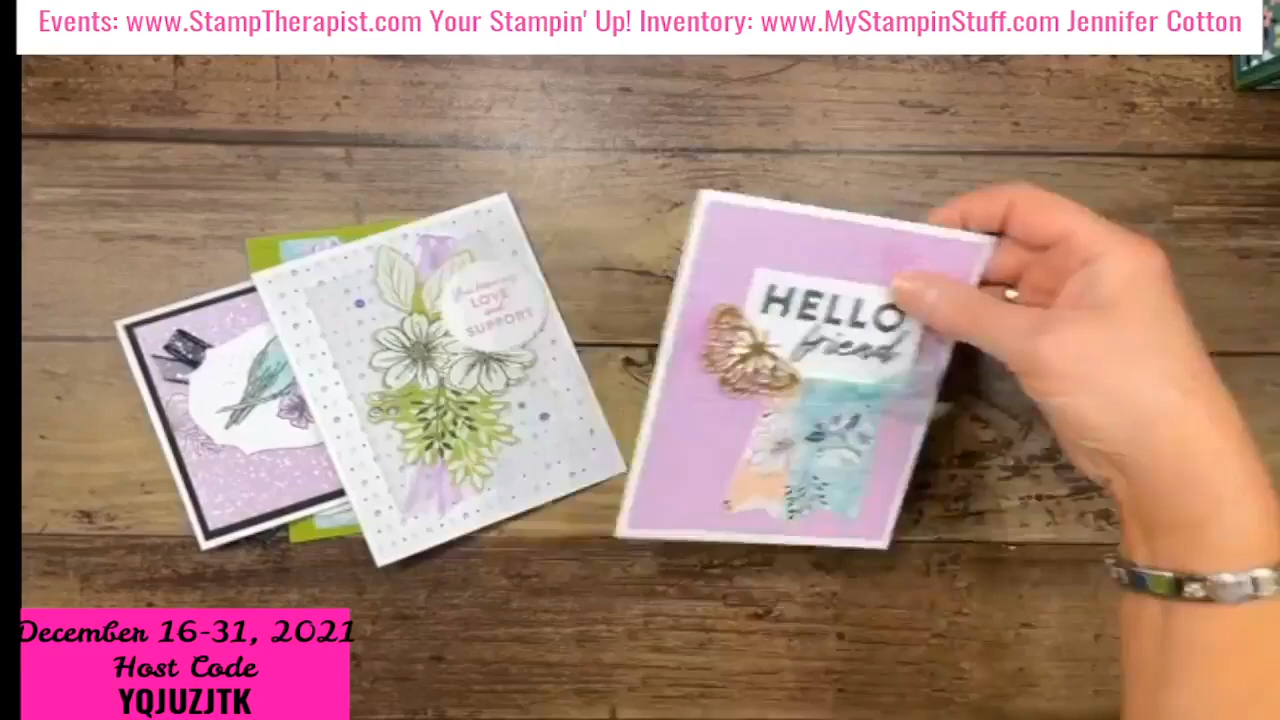 Events: www.StampTherapist.com Your Stampin' Up! Inventory: www.MyStampinStuff.com Jennifer Cotton
LOVE
and
SUPPORT
HELLO
friend
December 16-31, 2021
Host Code
YQJUZJTK